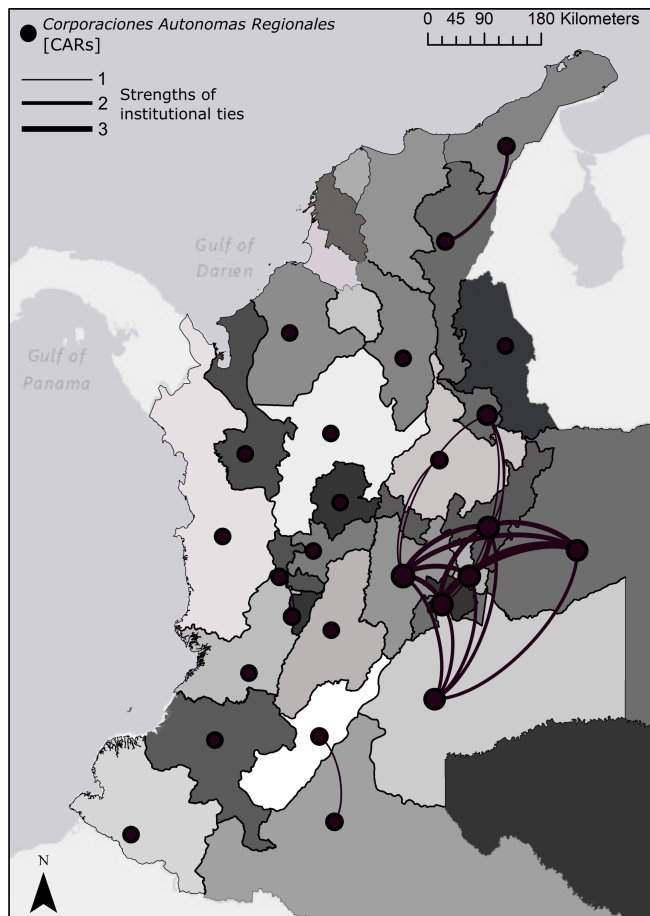 Corporaciones Autonomas Regionales
[CARs]
0 45 90 180 Kilometers
1
2
3
Strengths of
institutional ties
Gulf of
Darien
Gulf of
Panama
N